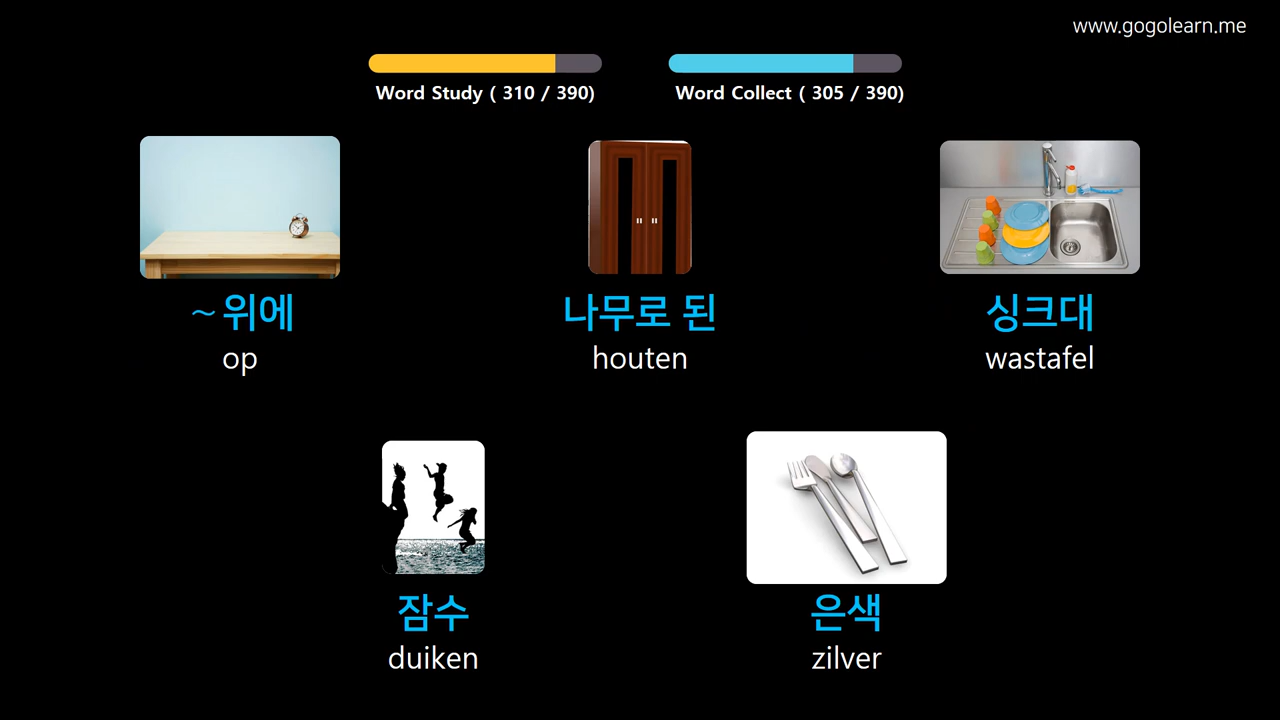 www.gogolearn.me
Word Study ( 310 / 390)
Word Collect ( 305 / 390)
~위에
op
나무로 된
houten
싱크대
wastafel
잠수
duiken
은색
zilver